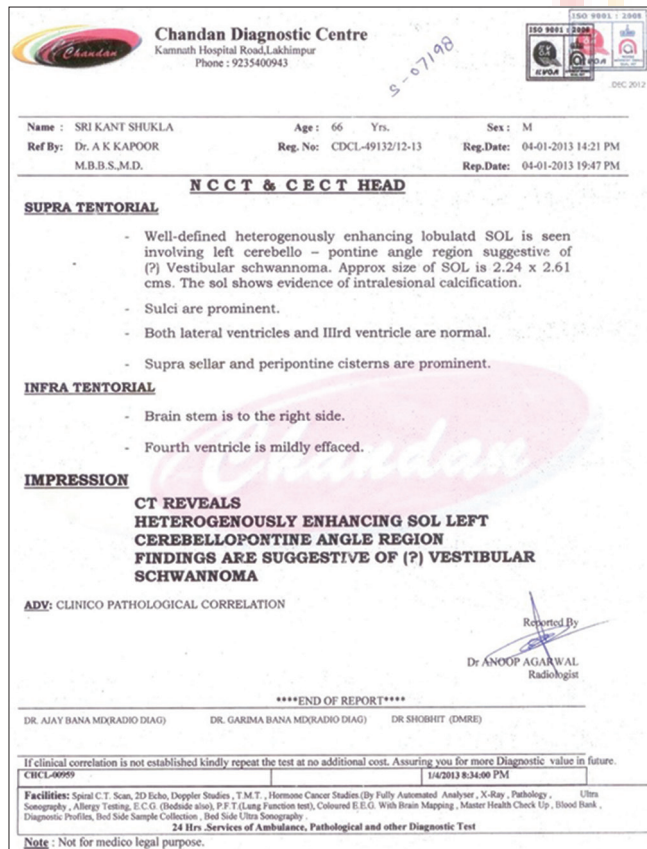 Chandan
Chandan Diagnostic Centre
Kamnath Hospital Road,Lakhimpur
Phone : 9235400943
S-07198
ISO 9001 : 2008
ISO 9001 : 2008
KVQA
DEC 2012
Name : SRI KANT SHUKLA Age : 66 Yrs. Sex : M
Ref By: Dr. A K KAPOOR Reg. No: CDCL-49132/12-13 Reg.Date: 04-01-2013 14:21 PM
M.B.B.S.,M.D. Rep.Date: 04-01-2013 19:47 PM
N C C T & C E C T HEAD
SUPRA TENTORIAL
- Well-defined heterogenously enhancing lobulatd SOL is seen
involving left cerebello – pontine angle region suggestive of
(?) Vestibular schwannoma. Approx size of SOL is 2.24 x 2.61
cms. The sol shows evidence of intralesional calcification.
- Sulci are prominent.
- Both lateral ventricles and IIIrd ventricle are normal.
- Supra sellar and peripontine cisterns are prominent.
INFRA TENTORIAL
- Brain stem is to the right side.
- Fourth ventricle is mildly effaced.
Chandan
IMPRESSION
CT REVEALS
HETEROGENOUSLY ENHANCING SOL LEFT
CEREBELLOPONTINE ANGLE REGION
FINDINGS ARE SUGGESTIVE OF (?) VESTIBULAR
SCHWANNOMA
ADV: CLINICO PATHOLOGICAL CORRELATION
Reported By
Dr ANOOP AGARWAL
Radiologist
****END OF REPORT****
DR. AJAY BANA MD(RADIO DIAG) DR. GARIMA BANA MD(RADIO DIAG) DR SHOBHIT (DMRE)
If clinical correlation is not established kindly repeat the test at no additional cost. Assuring you for more Diagnostic value in future.
CHCL-00959 1/4/2013 8:34:00 PM
Facilities: Spiral C.T. Scan, 2D Echo, Doppler Studies , T.M.T. , Hormone Cancer Studies.(By Fully Automated Analyser , X-Ray , Pathology , Ultra
Sonography , Allergy Testing, E.C.G. (Bedside also), P.F.T.(Lung Function test), Coloured E.E.G. With Brain Mapping , Master Health Check Up , Blood Bank ,
Diagnostic Profiles, Bed Side Sample Collection , Bed Side Ultra Sonography .
24 Hrs .Services of Ambulance, Pathological and other Diagnostic Test
Note : Not for medico legal purpose.